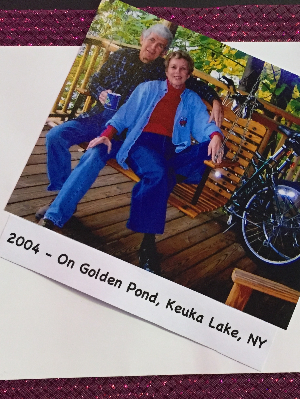 2004 - On Golden Pond, Keuka Lake, NY